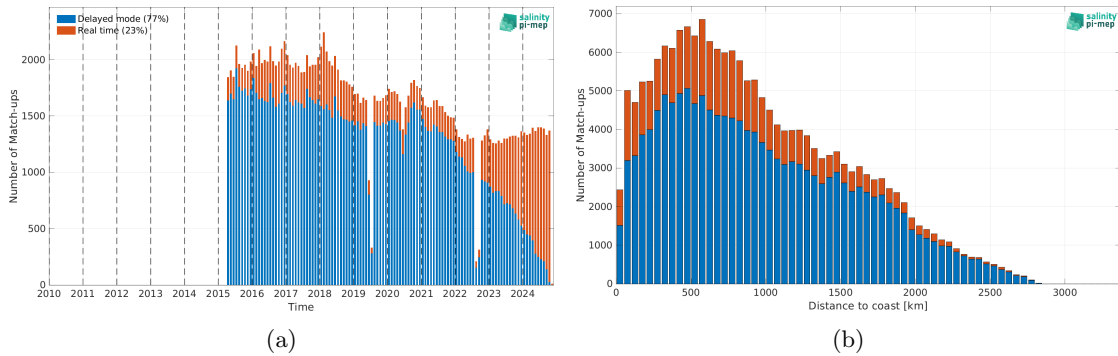 Delayed mode (77%)
Real time (23%)
salinity
pi-mep
Number of Match-ups
2000
1500
1000
500
0
2010 2011 2012 2013 2014 2015 2016 2017 2018 2019 2020 2021 2022 2023 2024
Time
(a)
salinity
pi-mep
Number of Match-ups
7000
6000
5000
4000
3000
2000
1000
0
0 500 1000 1500 2000 2500 3000
Distance to coast [km]
(b)